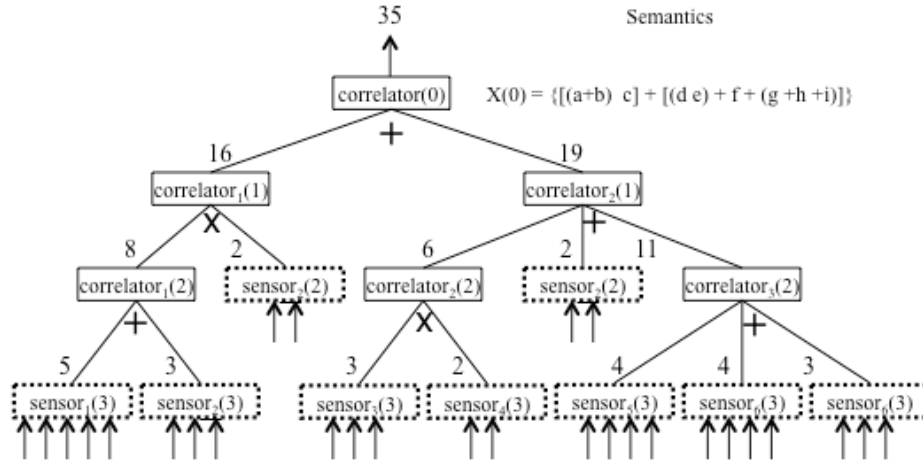 35 Semantics
correlator(0) X(0) = {[(a+b) c] + [(d e) + f + (g +h +i)]}
+
16 19
correlator₁(1) correlator₂(1)
X +
8 2 6 2 11
correlator₁(2) sensor₂(2) correlator₂(2) sensor₂(2) correlator₃(2)
+ X +
5 3 3 2 4 4 3
sensor₁(3) sensor₂(3) sensor₃(3) sensor₄(3) sensor₅(3) sensor₆(3) sensor₆(3)